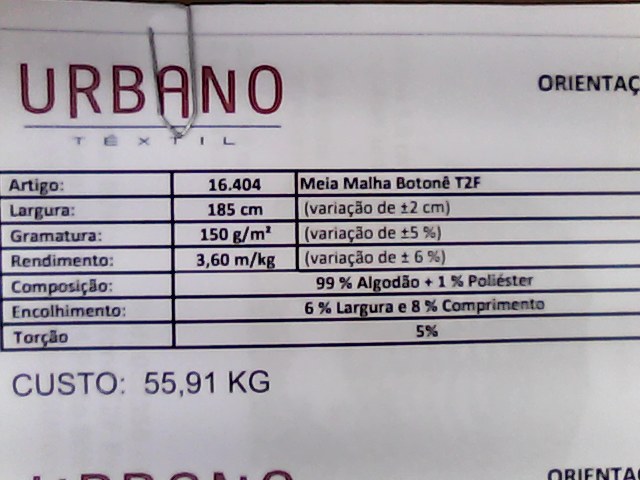 URBANO
TÊXTIL
ORIENTAÇ
Artigo: 16.404 Meia Malha Botonê T2F
Largura: 185 cm (variação de ±2 cm)
Gramatura: 150 g/m² (variação de ±5 %)
Rendimento: 3,60 m/kg (variação de ± 6 %)
Composição: 99 % Algodão + 1 % Poliéster
Encolhimento: 6 % Largura e 8 % Comprimento
Torção 5%
CUSTO: 55,91 KG
URBANO
ORIENTAÇ